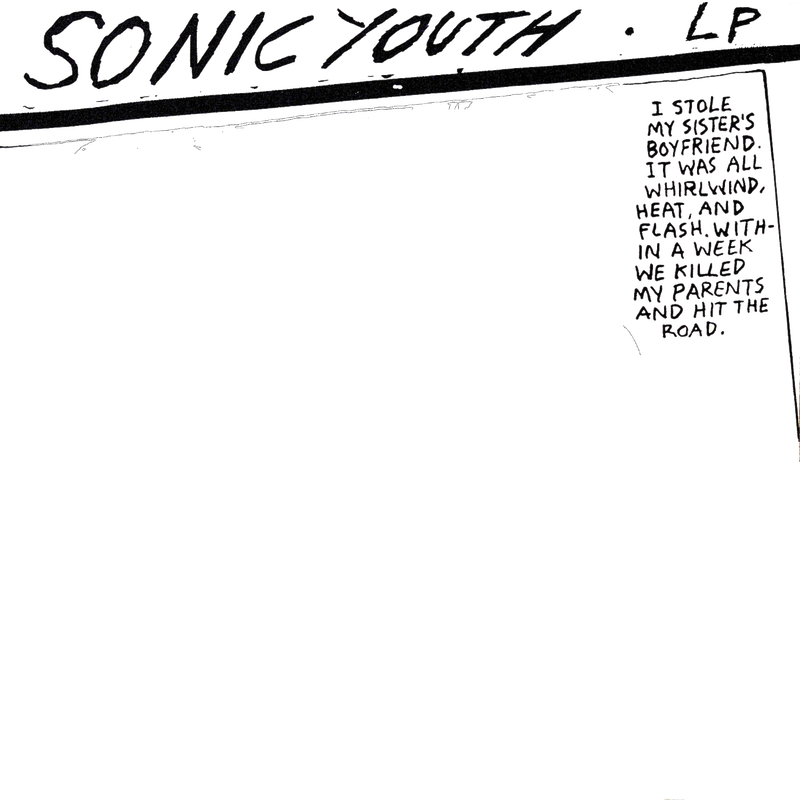 SONIC YOUTH · LP
I STOLE
MY SISTER'S
BOYFRIEND.
IT WAS ALL
WHIRLWIND,
HEAT, AND
FLASH. WITH-
IN A WEEK
WE KILLED
MY PARENTS
AND HIT THE
ROAD.